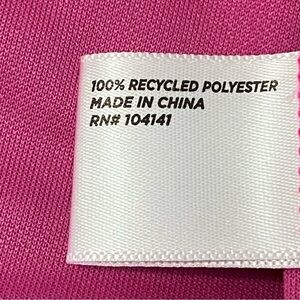 100% RECYCLED POLYESTER
MADE IN CHINA
RN# 104141